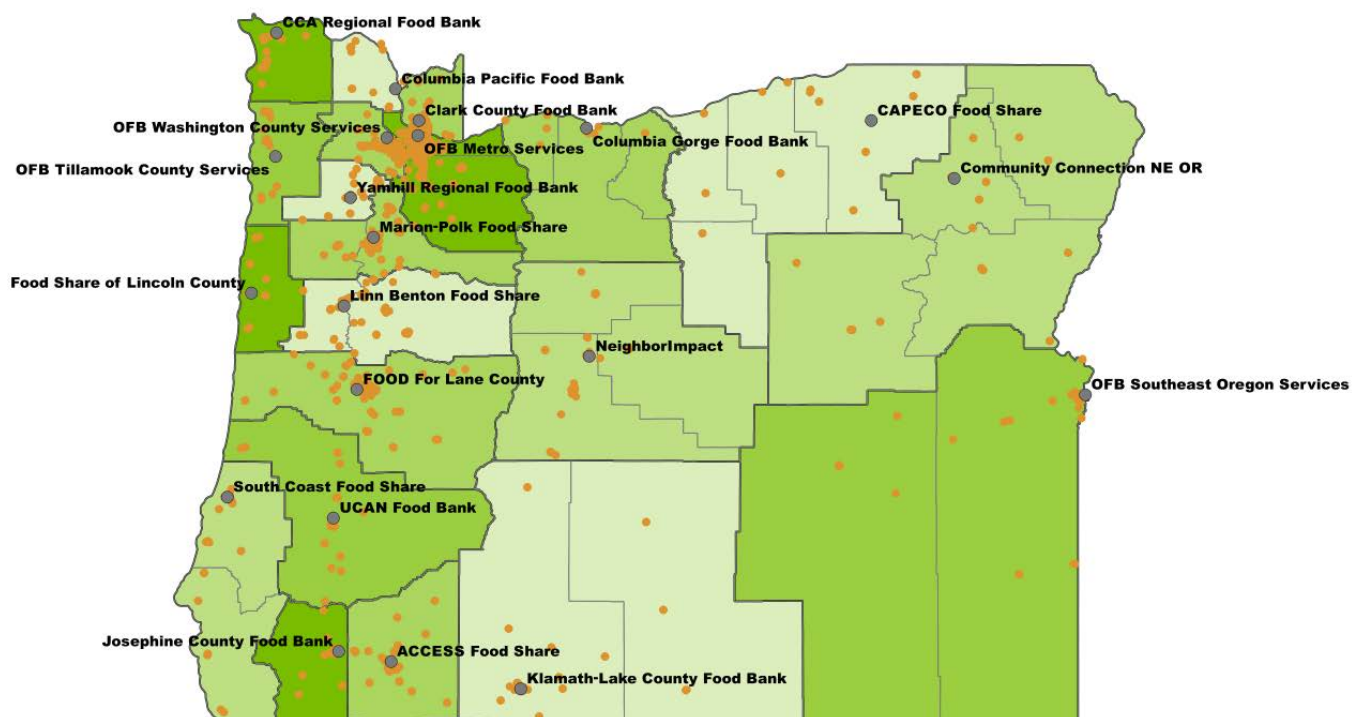 CCA Regional Food Bank
Columbia Pacific Food Bank
Clark County Food Bank
CAPECO Food Share
OFB Washington County Services
Columbia Gorge Food Bank
OFB Metro Services
OFB Tillamook County Services
Community Connection NE OR
Yamhill Regional Food Bank
Marion-Polk Food Share
Food Share of Lincoln County
Linn Benton Food Share
NeighborImpact
FOOD For Lane County
OFB Southeast Oregon Services
South Coast Food Share
UCAN Food Bank
Josephine County Food Bank
ACCESS Food Share
Klamath-Lake County Food Bank